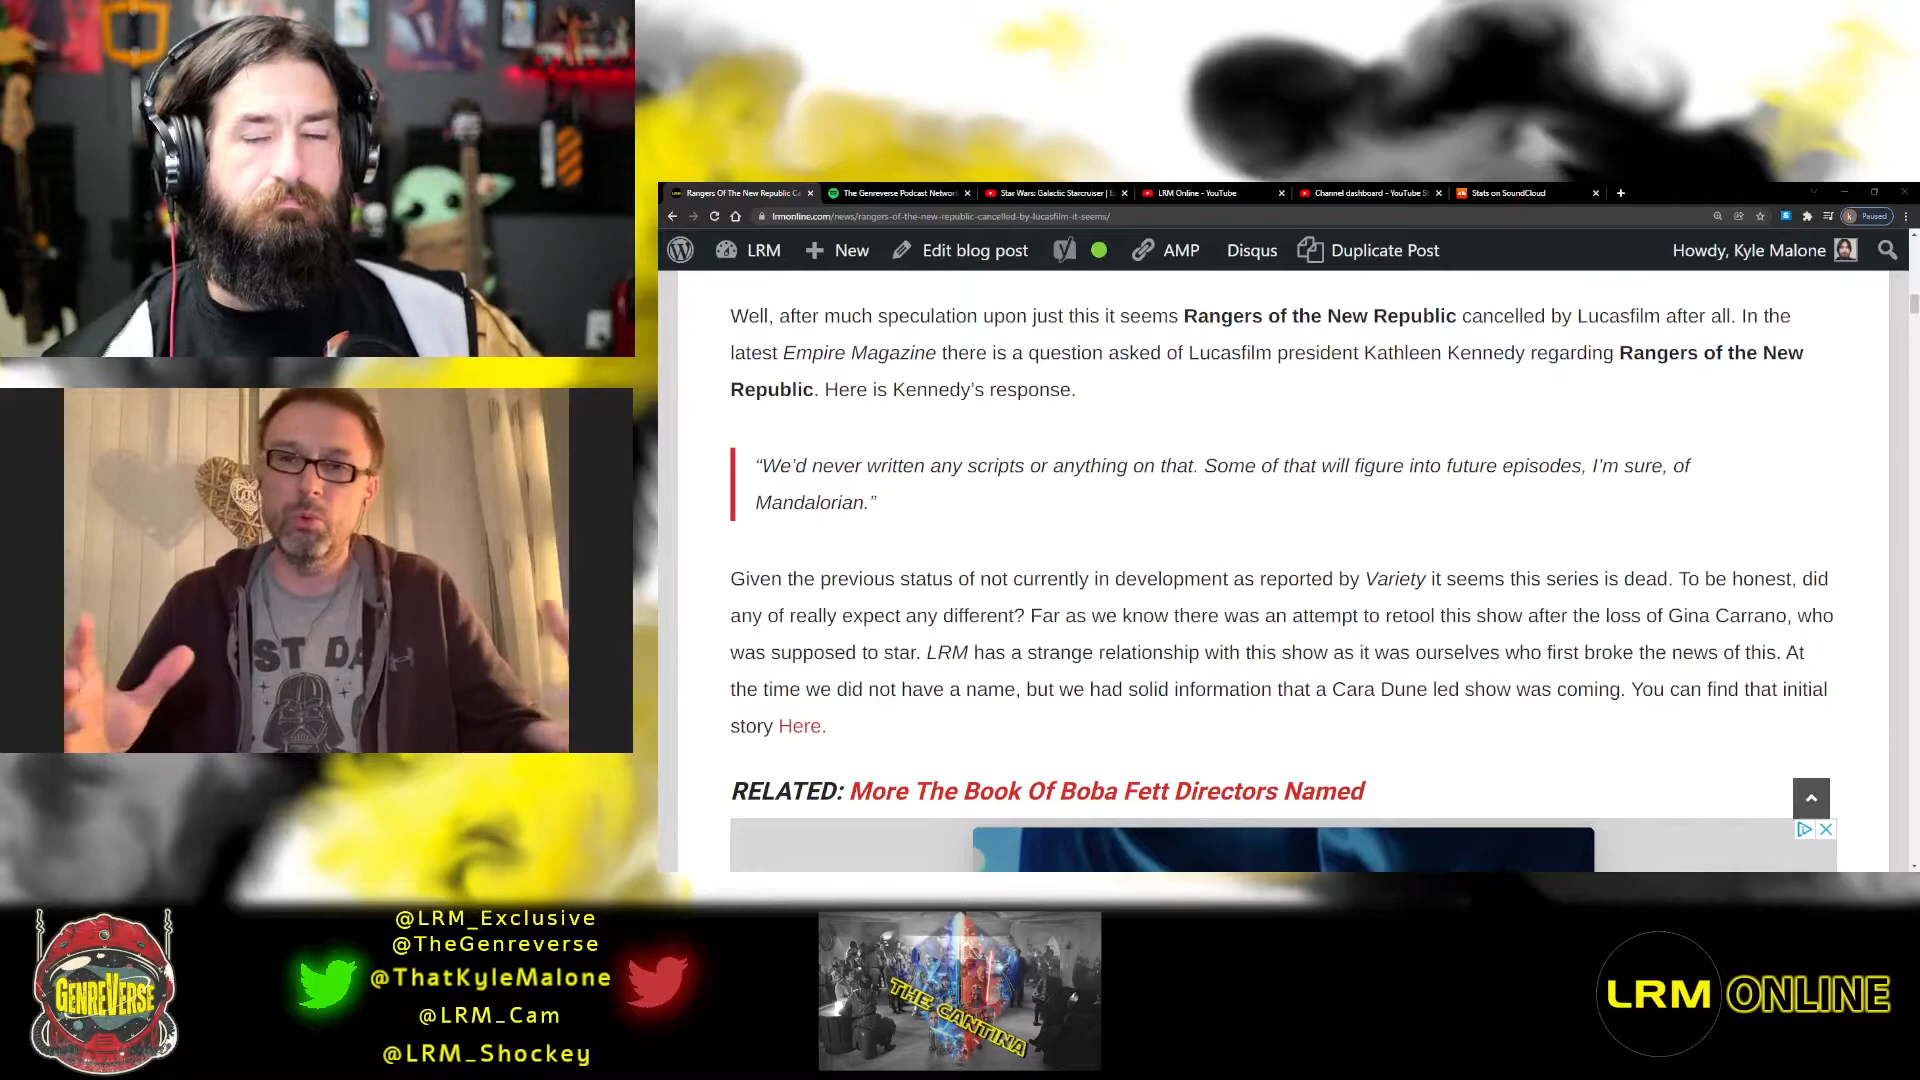 Rangers Of The New Republic Ca
The Genreverse Podcast Network
Star Wars: Galactic Starcruiser | E
LRM Online - YouTube
Channel dashboard - YouTube S
Stats on SoundCloud
lrmonline.com/news/rangers-of-the-new-republic-cancelled-by-lucasfilm-it-seems/
Paused
LRM
New
Edit blog post
AMP
Disqus
Duplicate Post
Howdy, Kyle Malone
Well, after much speculation upon just this it seems Rangers of the New Republic cancelled by Lucasfilm after all. In the
latest Empire Magazine there is a question asked of Lucasfilm president Kathleen Kennedy regarding Rangers of the New
Republic. Here is Kennedy’s response.
“We’d never written any scripts or anything on that. Some of that will figure into future episodes, I’m sure, of
Mandalorian.”
Given the previous status of not currently in development as reported by Variety it seems this series is dead. To be honest, did
any of really expect any different? Far as we know there was an attempt to retool this show after the loss of Gina Carrano, who
was supposed to star. LRM has a strange relationship with this show as it was ourselves who first broke the news of this. At
the time we did not have a name, but we had solid information that a Cara Dune led show was coming. You can find that initial
story Here.
RELATED: More The Book Of Boba Fett Directors Named
GENREVERSE
@LRM_Exclusive
@TheGenreverse
@ThatKyleMalone
@LRM_Cam
@LRM_Shockey
THE CANTINA
LRM ONLINE